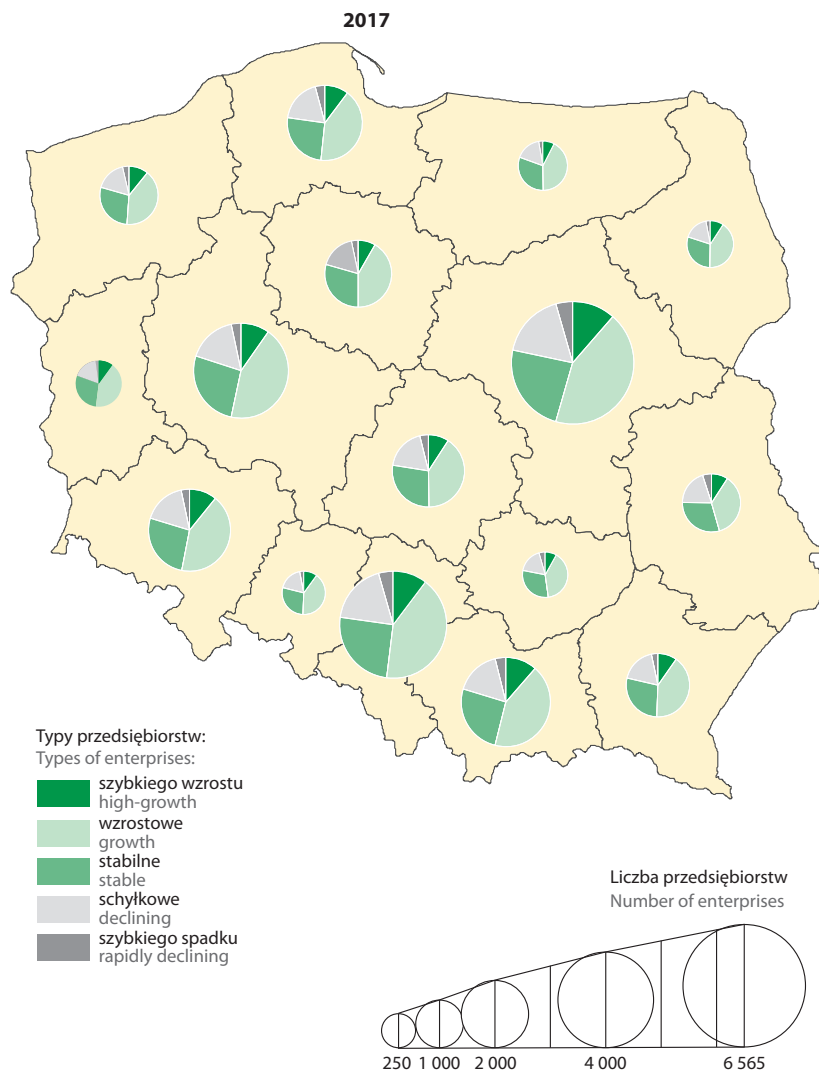 2017
Typy przedsiębiorstw:
Types of enterprises:
szybkiego wzrostu
high-growth
wzrostowe
growth
stabilne
stable
schyłkowe
declining
szybkiego spadku
rapidly declining
Liczba przedsiębiorstw
Number of enterprises
250 1 000 2 000 4 000 6 565